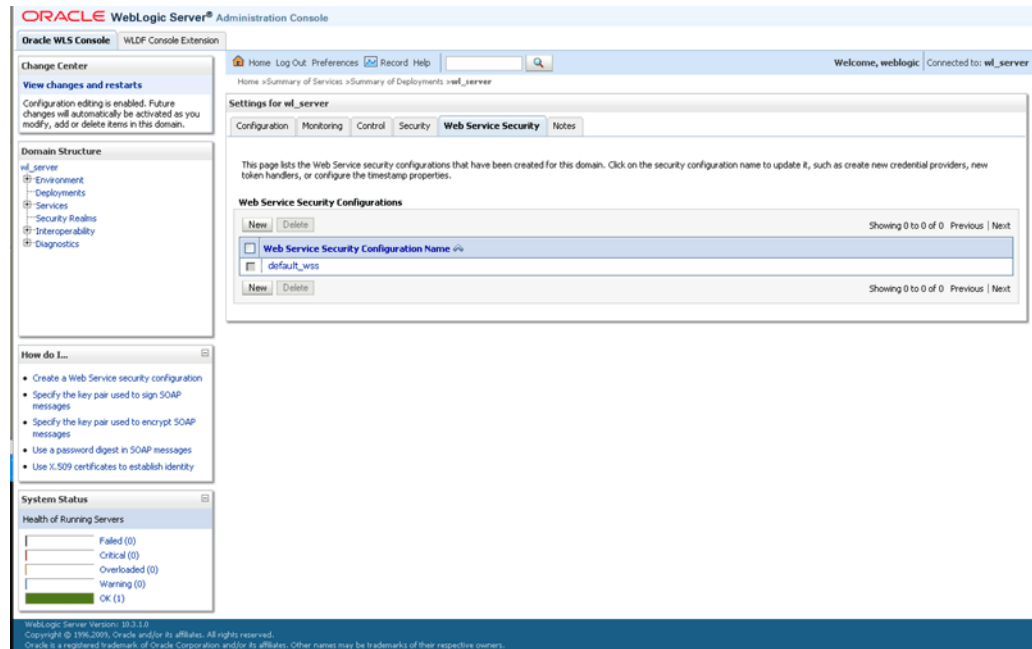 ORACLE WebLogic Server® Administration Console
Oracle WLS Console WLDF Console Extension
Change Center
View changes and restarts
Configuration editing is enabled. Future
changes will automatically be activated as you
modify, add or delete items in this domain.
Domain Structure
wl_server
Environment
Deployments
Services
Security Realms
Interoperability
Diagnostics
How do I...
Create a Web Service security configuration
Specify the key pair used to sign SOAP
messages
Specify the key pair used to encrypt SOAP
messages
Use a password digest in SOAP messages
Use X.509 certificates to establish identity
System Status
Health of Running Servers
Failed (0)
Critical (0)
Overloaded (0)
Warning (0)
OK (1)
Home Log Out Preferences Record Help
Welcome, weblogic Connected to: wl_server
Home >Summary of Services >Summary of Deployments >wl_server
Settings for wl_server
Configuration Monitoring Control Security Web Service Security Notes
This page lists the Web Service security configurations that have been created for this domain. Click on the security configuration name to update it, such as create new credential providers, new
token handlers, or configure the timestamp properties.
Web Service Security Configurations
New Delete Showing 0 to 0 of 0 Previous | Next
Web Service Security Configuration Name
default_wss
New Delete Showing 0 to 0 of 0 Previous | Next
WebLogic Server Version: 10.3.1.0
Copyright © 1996,2009, Oracle and/or its affiliates. All rights reserved.
Oracle is a registered trademark of Oracle Corporation and/or its affiliates. Other names may be trademarks of their respective owners.